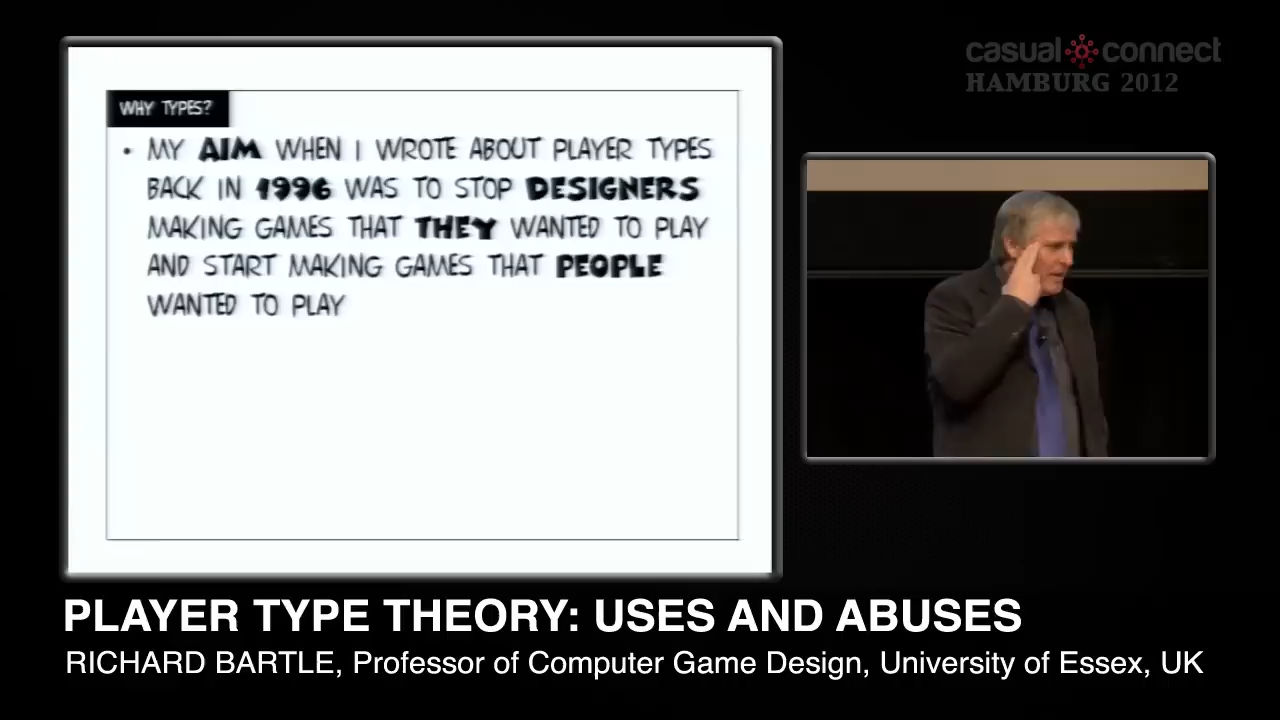 casual connect
HAMBURG 2012
WHY TYPES?
• MY AIM WHEN I WROTE ABOUT PLAYER TYPES
BACK IN 1996 WAS TO STOP DESIGNERS
MAKING GAMES THAT THEY WANTED TO PLAY
AND START MAKING GAMES THAT PEOPLE
WANTED TO PLAY
PLAYER TYPE THEORY: USES AND ABUSES
RICHARD BARTLE, Professor of Computer Game Design, University of Essex, UK